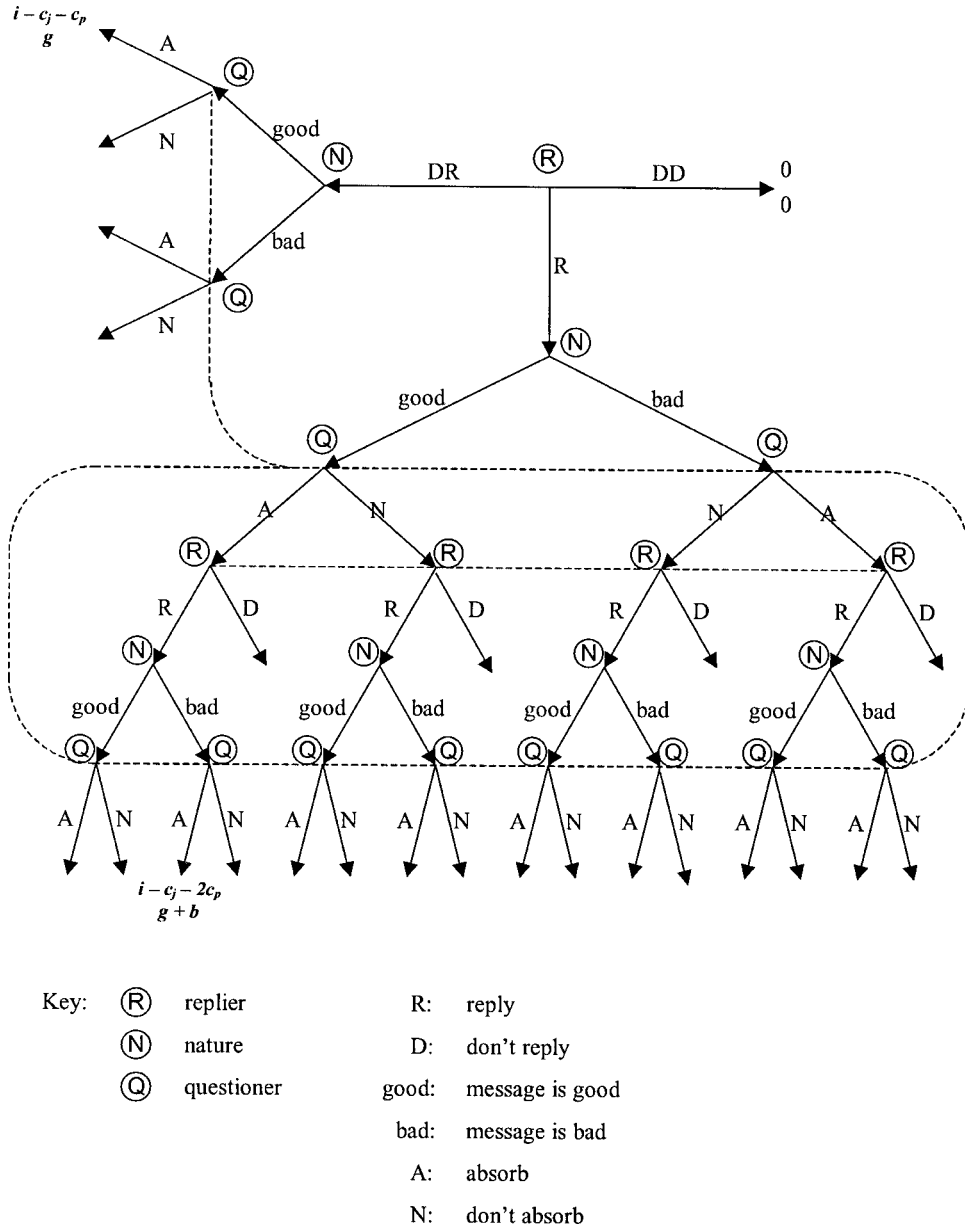 i – c_j – c_p
g
A
Q
N
good
N
R
DR
DD
0
0
bad
A
Q
N
R
N
good
bad
Q
Q
A
N
N
A
R
R
R
R
R
D
R
D
R
D
R
D
N
N
N
N
good
bad
good
bad
good
bad
good
bad
Q
Q
Q
Q
Q
Q
Q
Q
A
N
A
N
A
N
A
N
A
N
A
N
A
N
A
N
i – c_j – 2c_p
g + b
Key: R replier R: reply
N nature D: don't reply
Q questioner good: message is good
bad: message is bad
A: absorb
N: don't absorb